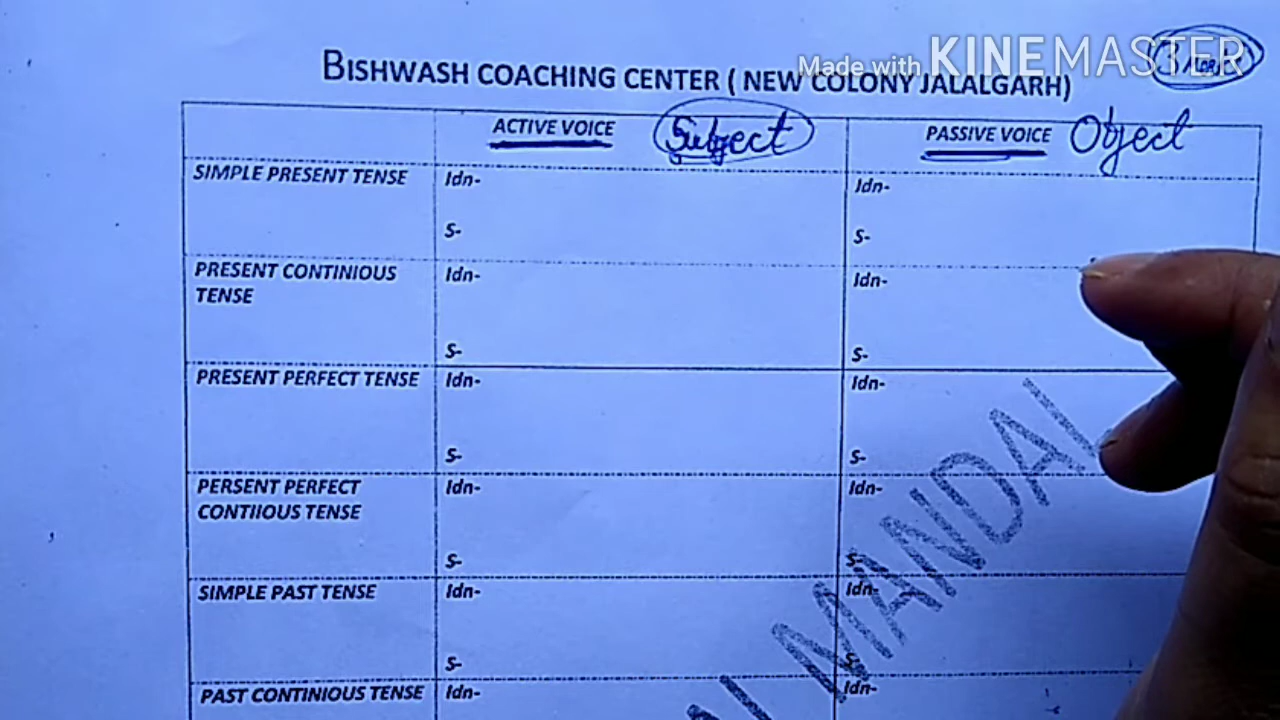 Made with KINEMASTER
BISHWASH COACHING CENTER ( NEW COLONY JALALGARH)
ACTIVE VOICE Subject PASSIVE VOICE Object
SIMPLE PRESENT TENSE Idn- Idn-
S- S-
PRESENT CONTINIOUS Idn- Idn-
TENSE
S- S-
PRESENT PERFECT TENSE Idn- Idn-
S- S-
PERSENT PERFECT Idn- Idn-
CONTIIOUS TENSE
S- S-
SIMPLE PAST TENSE Idn- Idn-
S- S-
PAST CONTINIOUS TENSE Idn- Idn-
MANDAL